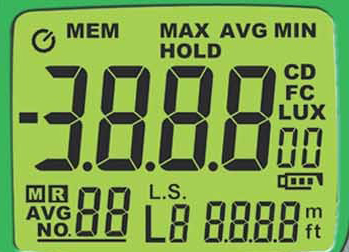 MEM MAX AVG MIN
HOLD
-3.8.8.8
CD
FC
LUX
00
MR
AVG
NO.
88
L.S.
L8
8.8.8.8
m
ft